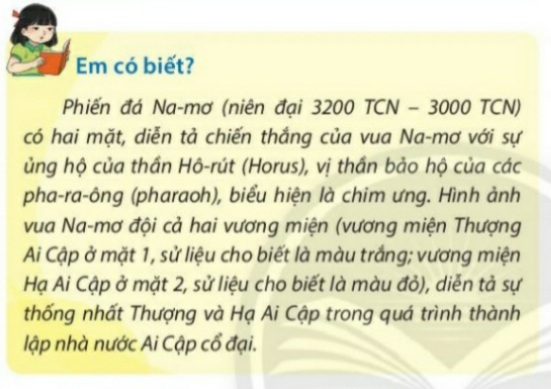 Em có biết?
Phiến đá Na-mơ (niên đại 3200 TCN – 3000 TCN)
có hai mặt, diễn tả chiến thắng của vua Na-mơ với sự
ủng hộ của thần Hô-rút (Horus), vị thần bảo hộ của các
pha-ra-ông (pharaoh), biểu hiện là chim ưng. Hình ảnh
vua Na-mơ đội cả hai vương miện (vương miện Thượng
Ai Cập ở mặt 1, sử liệu cho biết là màu trắng; vương miện
Hạ Ai Cập ở mặt 2, sử liệu cho biết là màu đỏ), diễn tả sự
thống nhất Thượng và Hạ Ai Cập trong quá trình thành
lập nhà nước Ai Cập cổ đại.